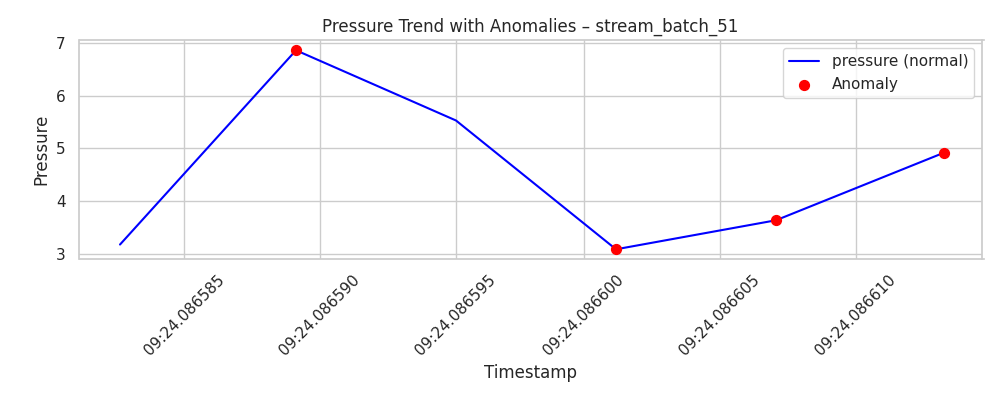 Pressure Trend with Anomalies – stream_batch_51
pressure (normal)
Anomaly
Pressure
7
6
5
4
3
09:24.086585
09:24.086590
09:24.086595
09:24.086600
09:24.086605
09:24.086610
Timestamp